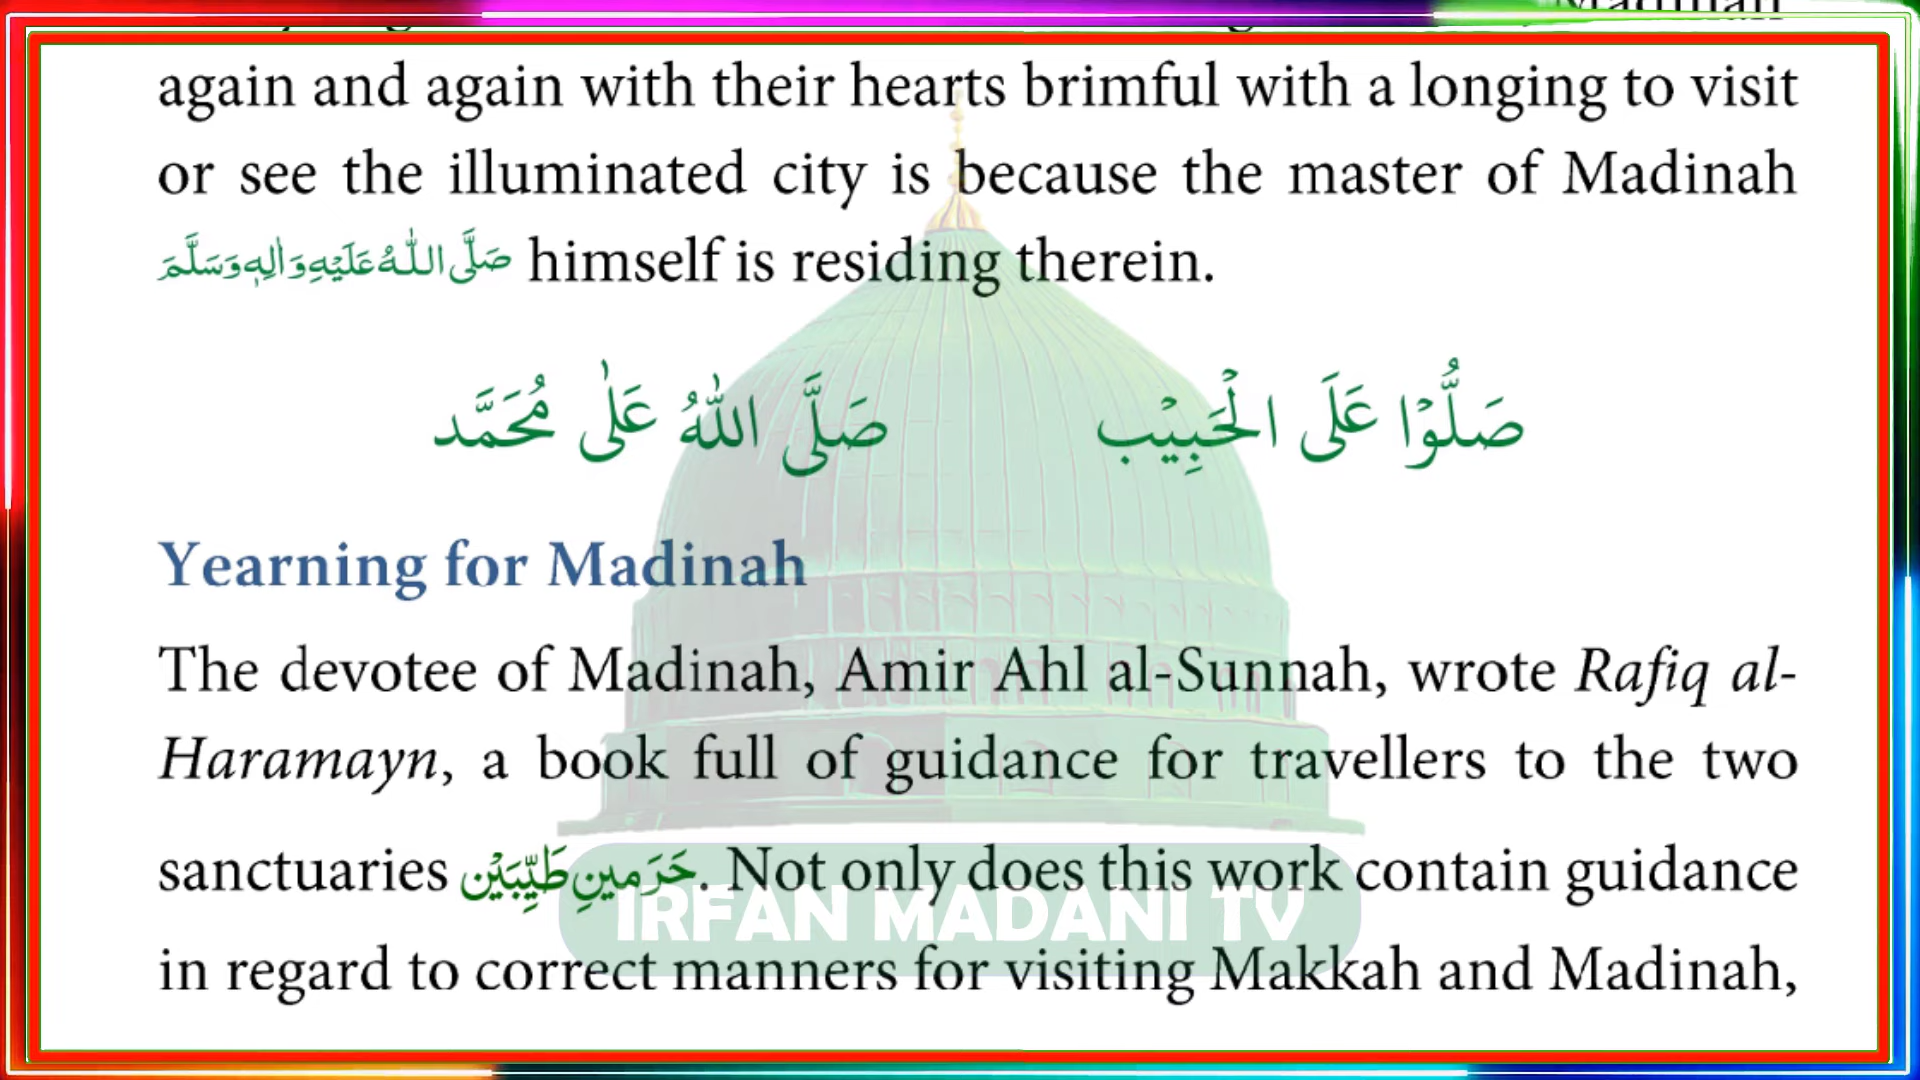 again and again with their hearts brimful with a longing to visit
or see the illuminated city is because the master of Madinah
صَلَّى اللّٰهُ عَلَيْهِ وَاٰلِهٖ وَسَلَّمَ himself is residing therein.
صَلُّوْا عَلَى الْحَبِيْب صَلَّى اللّٰهُ عَلٰى مُحَمَّد
Yearning for Madinah
The devotee of Madinah, Amir Ahl al-Sunnah, wrote Rafiq al-
Haramayn, a book full of guidance for travellers to the two
sanctuaries حَرَمينِ طَيِّبَيْن. Not only does this work contain guidance
IRFAN MADANI TV
in regard to correct manners for visiting Makkah and Madinah,